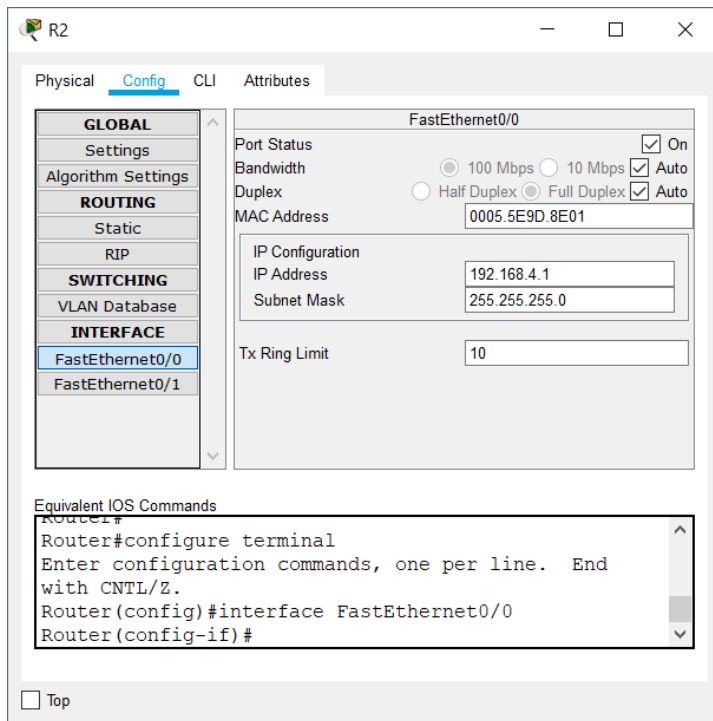 R2
Physical Config CLI Attributes
GLOBAL
Settings
Algorithm Settings
ROUTING
Static
RIP
SWITCHING
VLAN Database
INTERFACE
FastEthernet0/0
FastEthernet0/1
FastEthernet0/0
Port Status On
Bandwidth 100 Mbps 10 Mbps Auto
Duplex Half Duplex Full Duplex Auto
MAC Address 0005.5E9D.8E01
IP Configuration
IP Address 192.168.4.1
Subnet Mask 255.255.255.0
Tx Ring Limit 10
Equivalent IOS Commands
Router#
Router#configure terminal
Enter configuration commands, one per line. End
with CNTL/Z.
Router(config)#interface FastEthernet0/0
Router(config-if)#
Top